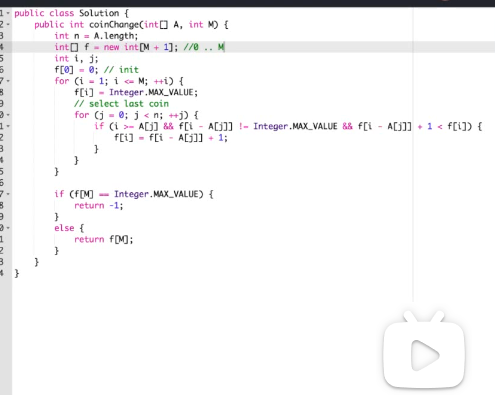 1 public class Solution {
2 public int coinChange(int[] A, int M) {
3 int n = A.length;
4 int[] f = new int[M + 1]; //0 .. M
5 int i, j;
6 f[0] = 0; // init
7 for (i = 1; i <= M; ++i) {
8 f[i] = Integer.MAX_VALUE;
9 // select last coin
0 for (j = 0; j < n; ++j) {
1 if (i >= A[j] && f[i - A[j]] != Integer.MAX_VALUE && f[i - A[j]] + 1 < f[i]) {
2 f[i] = f[i - A[j]] + 1;
3 }
4 }
5 }
6
7 if (f[M] == Integer.MAX_VALUE) {
8 return -1;
9 }
0 else {
1 return f[M];
2 }
3 }
4 }